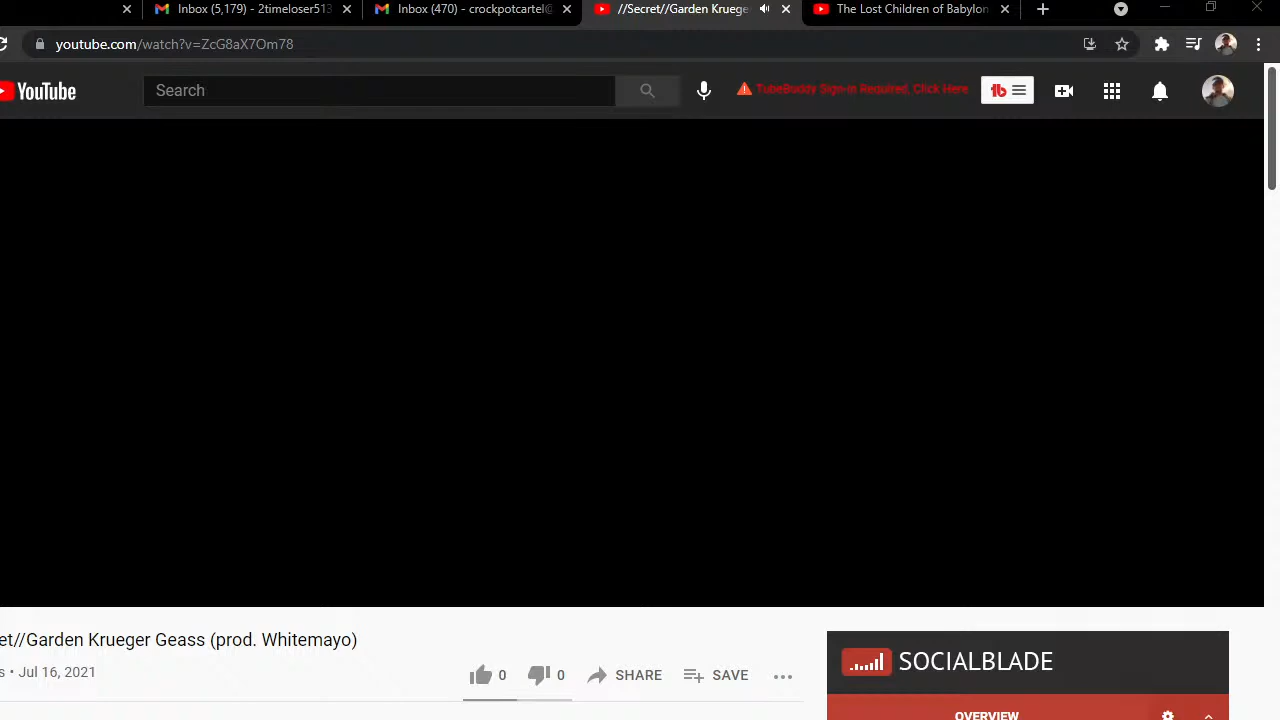 Inbox (5,179) - 2timeloser513
Inbox (470) - crockpotcartel@
//Secret//Garden Kruege
The Lost Children of Babylon
youtube.com/watch?v=ZcG8aX7Om78
YouTube
Search
TubeBuddy Sign-in Required, Click Here
tb
et//Garden Krueger Geass (prod. Whitemayo)
s • Jul 16, 2021
0
0
SHARE
SAVE
SOCIALBLADE
OVERVIEW